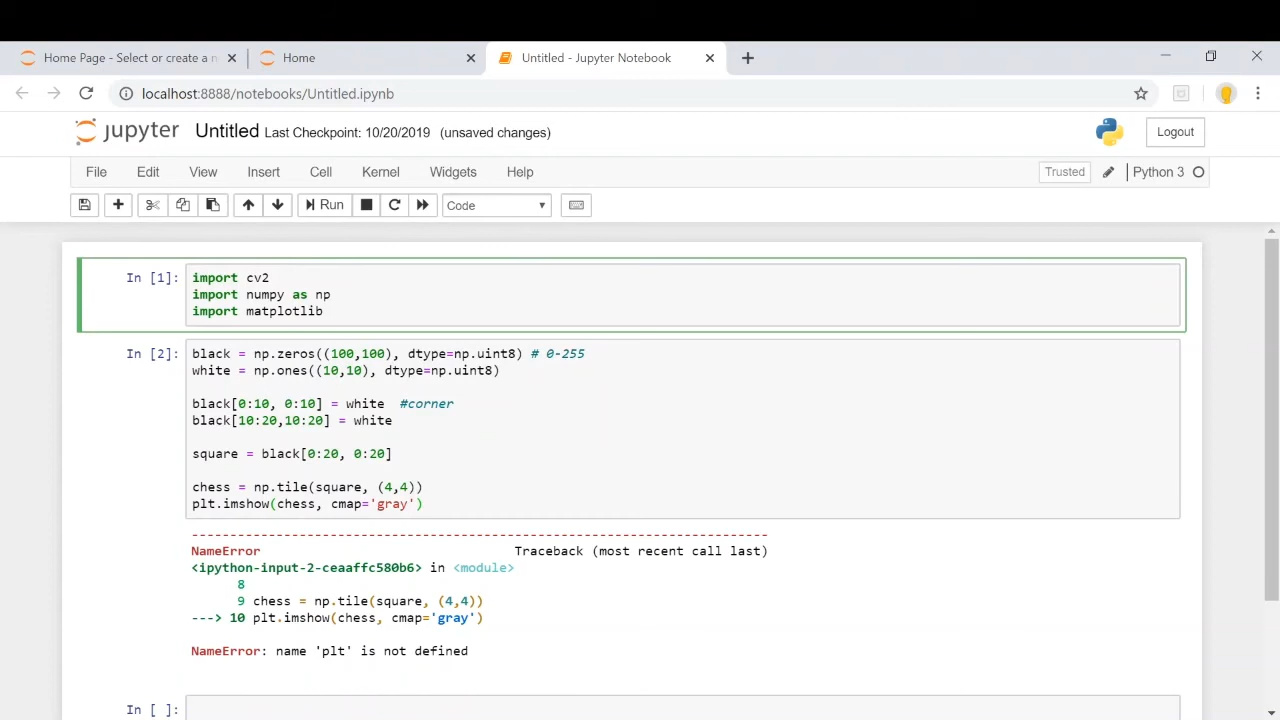 Home Page - Select or create a n
Home
Untitled - Jupyter Notebook
localhost:8888/notebooks/Untitled.ipynb
jupyter Untitled Last Checkpoint: 10/20/2019 (unsaved changes)
Logout
File Edit View Insert Cell Kernel Widgets Help
Trusted Python 3
Run Code
In [1]: import cv2
import numpy as np
import matplotlib
In [2]: black = np.zeros((100,100), dtype=np.uint8) # 0-255
white = np.ones((10,10), dtype=np.uint8)
black[0:10, 0:10] = white  #corner
black[10:20,10:20] = white
square = black[0:20, 0:20]
chess = np.tile(square, (4,4))
plt.imshow(chess, cmap='gray')
---------------------------------------------------------------------------
NameError Traceback (most recent call last)
<ipython-input-2-ceaaffc580b6> in <module>
8
9 chess = np.tile(square, (4,4))
---> 10 plt.imshow(chess, cmap='gray')
NameError: name 'plt' is not defined
In [ ]: